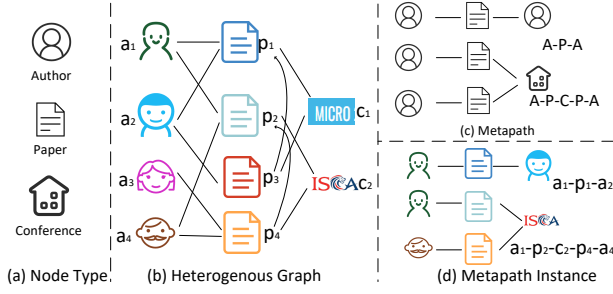 Author
Paper
Conference
(a) Node Type
a1
a2
a3
a4
p1
p2
p3
p4
MICRO c1
ISCA c2
(b) Heterogenous Graph
A-P-A
A-P-C-P-A
(c) Metapath
a1-p1-a2
ISCA
a1-p2-c2-p4-a4
(d) Metapath Instance